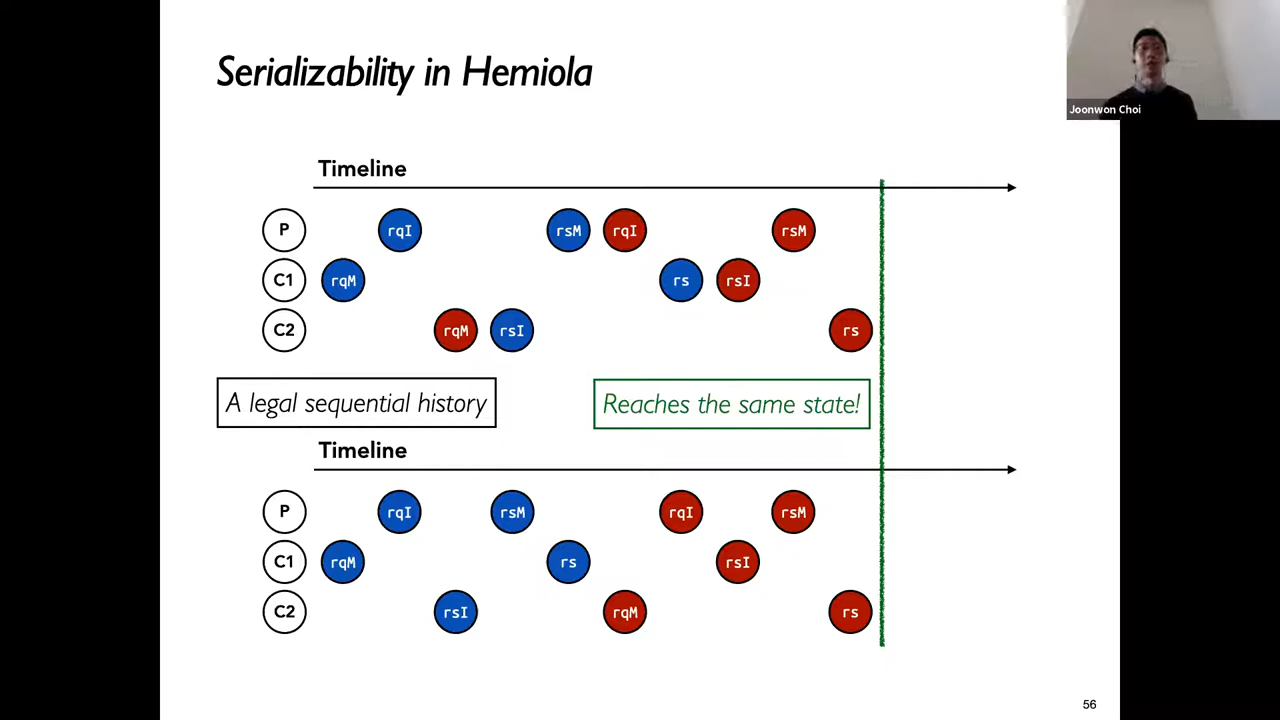 Serializability in Hemiola
Joonwon Choi
Timeline
P rqI rsM rqI rsM
C1 rqM rs rsI
C2 rqM rsI rs
A legal sequential history
Reaches the same state!
Timeline
P rqI rsM rqI rsM
C1 rqM rs rsI
C2 rsI rqM rs
56